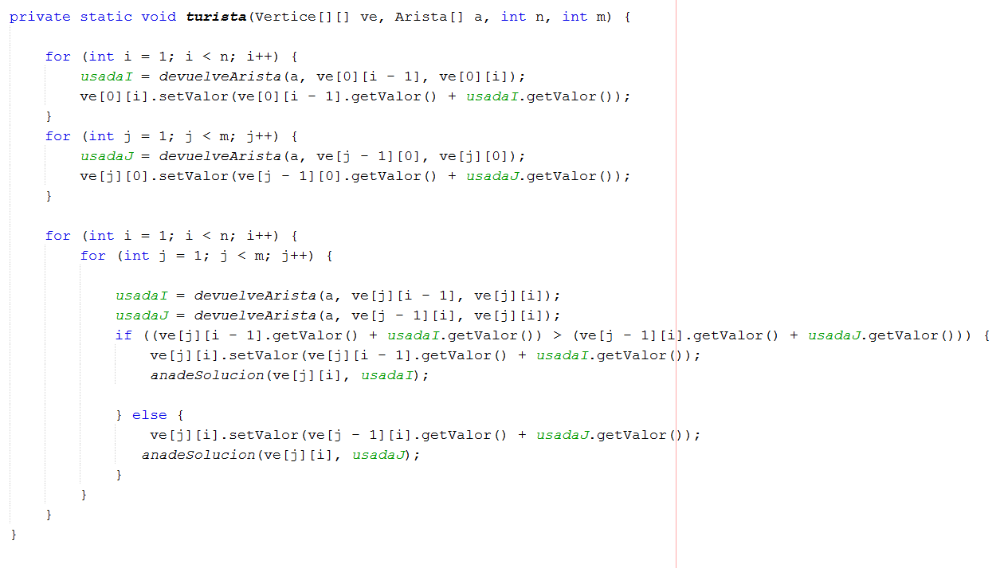 private static void turista(Vertice[][] ve, Arista[] a, int n, int m) {
for (int i = 1; i < n; i++) {
usadaI = devuelveArista(a, ve[0][i - 1], ve[0][i]);
ve[0][i].setValor(ve[0][i - 1].getValor() + usadaI.getValor());
}
for (int j = 1; j < m; j++) {
usadaJ = devuelveArista(a, ve[j - 1][0], ve[j][0]);
ve[j][0].setValor(ve[j - 1][0].getValor() + usadaJ.getValor());
}
for (int i = 1; i < n; i++) {
for (int j = 1; j < m; j++) {
usadaI = devuelveArista(a, ve[j][i - 1], ve[j][i]);
usadaJ = devuelveArista(a, ve[j - 1][i], ve[j][i]);
if ((ve[j][i - 1].getValor() + usadaI.getValor()) > (ve[j - 1][i].getValor() + usadaJ.getValor())) {
ve[j][i].setValor(ve[j][i - 1].getValor() + usadaI.getValor());
anadeSolucion(ve[j][i], usadaI);
} else {
ve[j][i].setValor(ve[j - 1][i].getValor() + usadaJ.getValor());
anadeSolucion(ve[j][i], usadaJ);
}
}
}
}